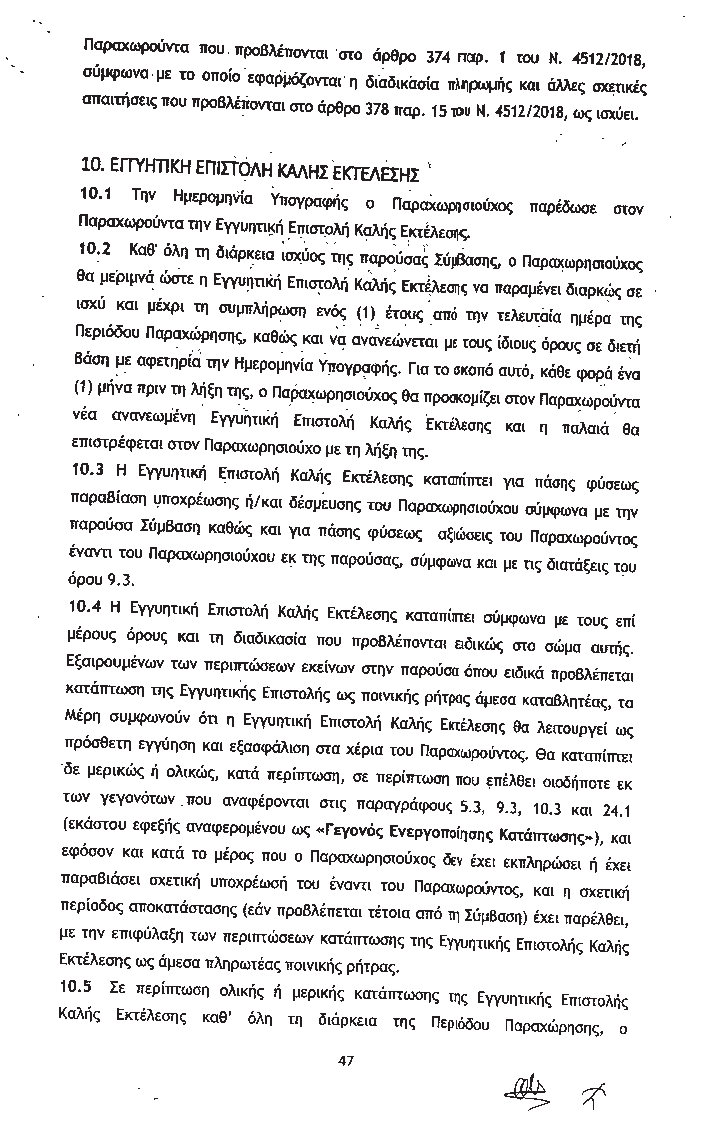 Παραχωρούντα που προβλέπονται στο άρθρο 374 παρ. 1 του Ν. 4512/2018,
σύμφωνα με το οποίο εφαρμόζονται η διαδικασία πληρωμής και άλλες σχετικές
απαιτήσεις που προβλέπονται στο άρθρο 378 παρ. 15 του Ν. 4512/2018, ως ισχύει.
10. ΕΓΓΥΗΤΙΚΗ ΕΠΙΣΤΟΛΗ ΚΑΛΗΣ ΕΚΤΕΛΕΣΗΣ
10.1 Την Ημερομηνία Υπογραφής ο Παραχωρησιούχος παρέδωσε στον
Παραχωρούντα την Εγγυητική Επιστολή Καλής Εκτέλεσης.
10.2 Καθ' όλη τη διάρκεια ισχύος της παρούσας Σύμβασης, ο Παραχωρησιούχος
θα μεριμνά ώστε η Εγγυητική Επιστολή Καλής Εκτέλεσης να παραμένει διαρκώς σε
ισχύ και μέχρι τη συμπλήρωση ενός (1) έτους από την τελευταία ημέρα της
Περιόδου Παραχώρησης, καθώς και να ανανεώνεται με τους ίδιους όρους σε διετή
βάση με αφετηρία την Ημερομηνία Υπογραφής. Για το σκοπό αυτό, κάθε φορά ένα
(1) μήνα πριν τη λήξη της, ο Παραχωρησιούχος θα προσκομίζει στον Παραχωρούντα
νέα ανανεωμένη Εγγυητική Επιστολή Καλής Εκτέλεσης και η παλαιά θα
επιστρέφεται στον Παραχωρησιούχο με τη λήξη της.
10.3 Η Εγγυητική Επιστολή Καλής Εκτέλεσης καταπίπτει για πάσης φύσεως
παραβίαση υποχρέωσης ή/και δέσμευσης του Παραχωρησιούχου σύμφωνα με την
παρούσα Σύμβαση καθώς και για πάσης φύσεως αξιώσεις του Παραχωρούντος
έναντι του Παραχωρησιούχου εκ της παρούσας, σύμφωνα και με τις διατάξεις του
όρου 9.3.
10.4 Η Εγγυητική Επιστολή Καλής Εκτέλεσης καταπίπτει σύμφωνα με τους επί
μέρους όρους και τη διαδικασία που προβλέπονται ειδικώς στο σώμα αυτής.
Εξαιρουμένων των περιπτώσεων εκείνων στην παρούσα όπου ειδικά προβλέπεται
κατάπτωση της Εγγυητικής Επιστολής ως ποινικής ρήτρας άμεσα καταβλητέας, τα
Μέρη συμφωνούν ότι η Εγγυητική Επιστολή Καλής Εκτέλεσης θα λειτουργεί ως
πρόσθετη εγγύηση και εξασφάλιση στα χέρια του Παραχωρούντος. Θα καταπίπτει
δε μερικώς ή ολικώς, κατά περίπτωση, σε περίπτωση που επέλθει οιοδήποτε εκ
των γεγονότων που αναφέρονται στις παραγράφους 5.3, 9.3, 10.3 και 24.1
(εκάστου εφεξής αναφερομένου ως «Γεγονός Ενεργοποίησης Κατάπτωσης»), και
εφόσον και κατά το μέρος που ο Παραχωρησιούχος δεν έχει εκπληρώσει ή έχει
παραβιάσει σχετική υποχρέωσή του έναντι του Παραχωρούντος, και η σχετική
περίοδος αποκατάστασης (εάν προβλέπεται τέτοια από τη Σύμβαση) έχει παρέλθει,
με την επιφύλαξη των περιπτώσεων κατάπτωσης της Εγγυητικής Επιστολής Καλής
Εκτέλεσης ως άμεσα πληρωτέας ποινικής ρήτρας.
10.5 Σε περίπτωση ολικής ή μερικής κατάπτωσης της Εγγυητικής Επιστολής
Καλής Εκτέλεσης καθ' όλη τη διάρκεια της Περιόδου Παραχώρησης, ο
47